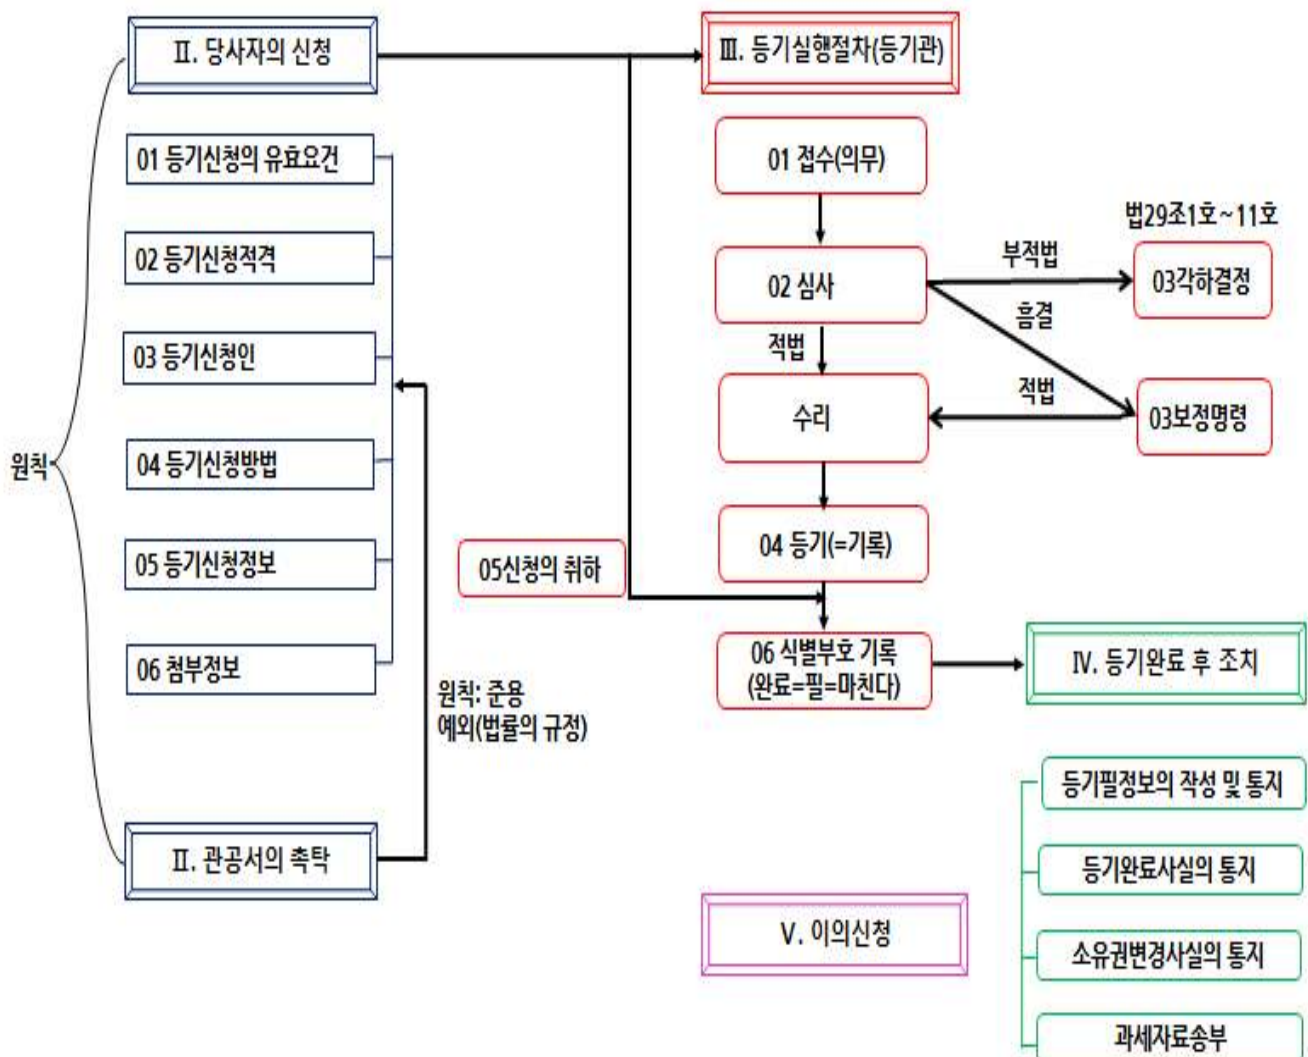 Ⅱ. 당사자의 신청
01 등기신청의 유효요건
02 등기신청적격
03 등기신청인
04 등기신청방법
05 등기신청정보
06 첨부정보
원칙
원칙: 준용
예외(법률의 규정)
Ⅱ. 관공서의 촉탁
Ⅲ. 등기실행절차(등기관)
01 접수(의무)
02 심사
부적법
법29조1호~11호
03각하결정
흠결
03보정명령
적법
적법
수리
04 등기(=기록)
05신청의 취하
06 식별부호 기록
(완료=필=마친다)
Ⅳ. 등기완료 후 조치
등기필정보의 작성 및 통지
등기완료사실의 통지
소유권변경사실의 통지
과세자료송부
Ⅴ. 이의신청